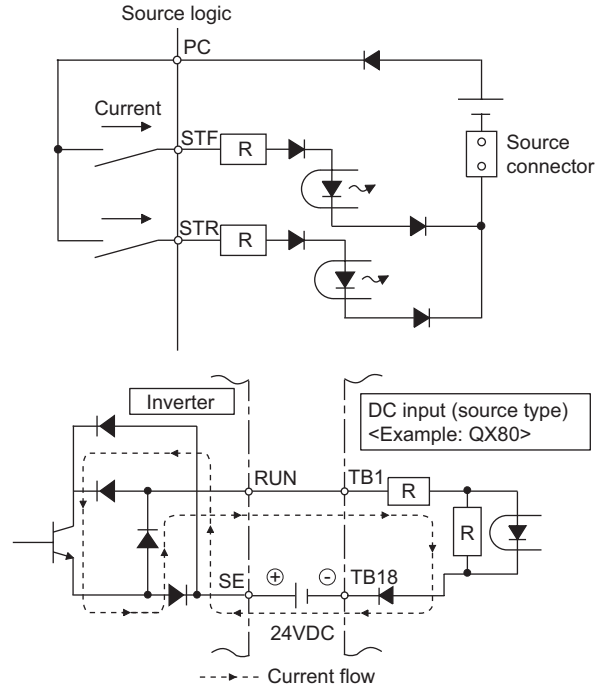 Source logic
PC
Current
STF
R
Source
connector
STR
R
Inverter
DC input (source type)
<Example: QX80>
RUN
TB1
R
R
SE
+
-
TB18
24VDC
Current flow